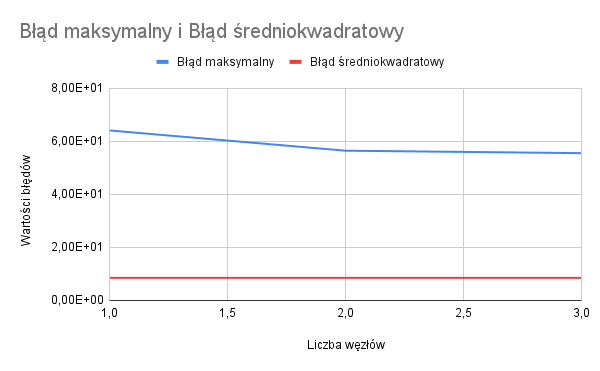 Błąd maksymalny i Błąd średniokwadratowy
Błąd maksymalny Błąd średniokwadratowy
8,00E+01
6,00E+01
4,00E+01
2,00E+01
0,00E+00
Wartości błędów
1,0 1,5 2,0 2,5 3,0
Liczba węzłów